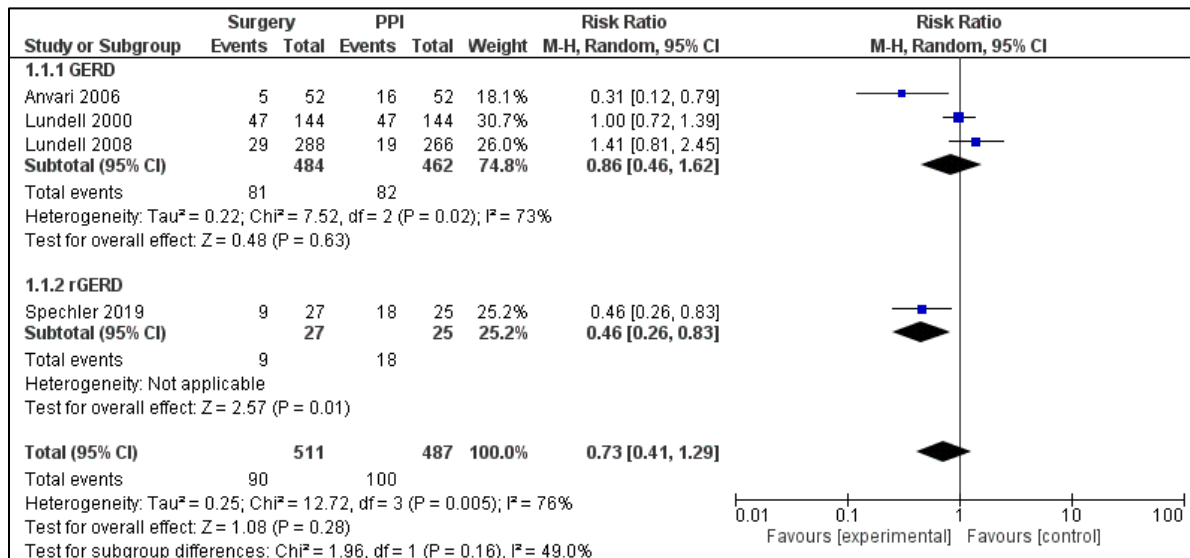 Surgery PPI Risk Ratio Risk Ratio
Study or Subgroup Events Total Events Total Weight M-H, Random, 95% CI M-H, Random, 95% CI
1.1.1 GERD
Anvari 2006 5 52 16 52 18.1% 0.31 [0.12, 0.79]
Lundell 2000 47 144 47 144 30.7% 1.00 [0.72, 1.39]
Lundell 2008 29 288 19 266 26.0% 1.41 [0.81, 2.45]
Subtotal (95% CI) 484 462 74.8% 0.86 [0.46, 1.62]
Total events 81 82
Heterogeneity: Tau² = 0.22; Chi² = 7.52, df = 2 (P = 0.02); I² = 73%
Test for overall effect: Z = 0.48 (P = 0.63)
1.1.2 rGERD
Spechler 2019 9 27 18 25 25.2% 0.46 [0.26, 0.83]
Subtotal (95% CI) 27 25 25.2% 0.46 [0.26, 0.83]
Total events 9 18
Heterogeneity: Not applicable
Test for overall effect: Z = 2.57 (P = 0.01)
Total (95% CI) 511 487 100.0% 0.73 [0.41, 1.29]
Total events 90 100
Heterogeneity: Tau² = 0.25; Chi² = 12.72, df = 3 (P = 0.005); I² = 76%
Test for overall effect: Z = 1.08 (P = 0.28)
Test for subgroup differences: Chi² = 1.96, df = 1 (P = 0.16), I² = 49.0%
0.01 0.1 1 10 100
Favours [experimental] Favours [control]